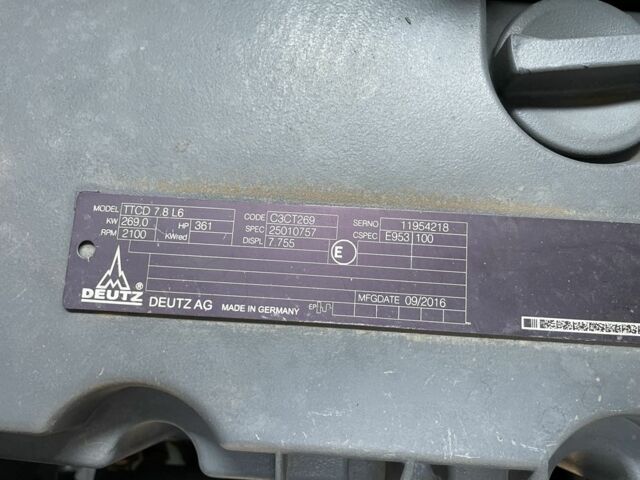 MODEL TTCD 7.8 L6 CODE C3CT269 SERNO 11954218
KW 269.0 HP 361 SPEC 25010757 CSPEC E953 100
RPM 2100 KWred DISPL 7.755 E
DEUTZ DEUTZ AG MADE IN GERMANY EP MFGDATE 09/2016